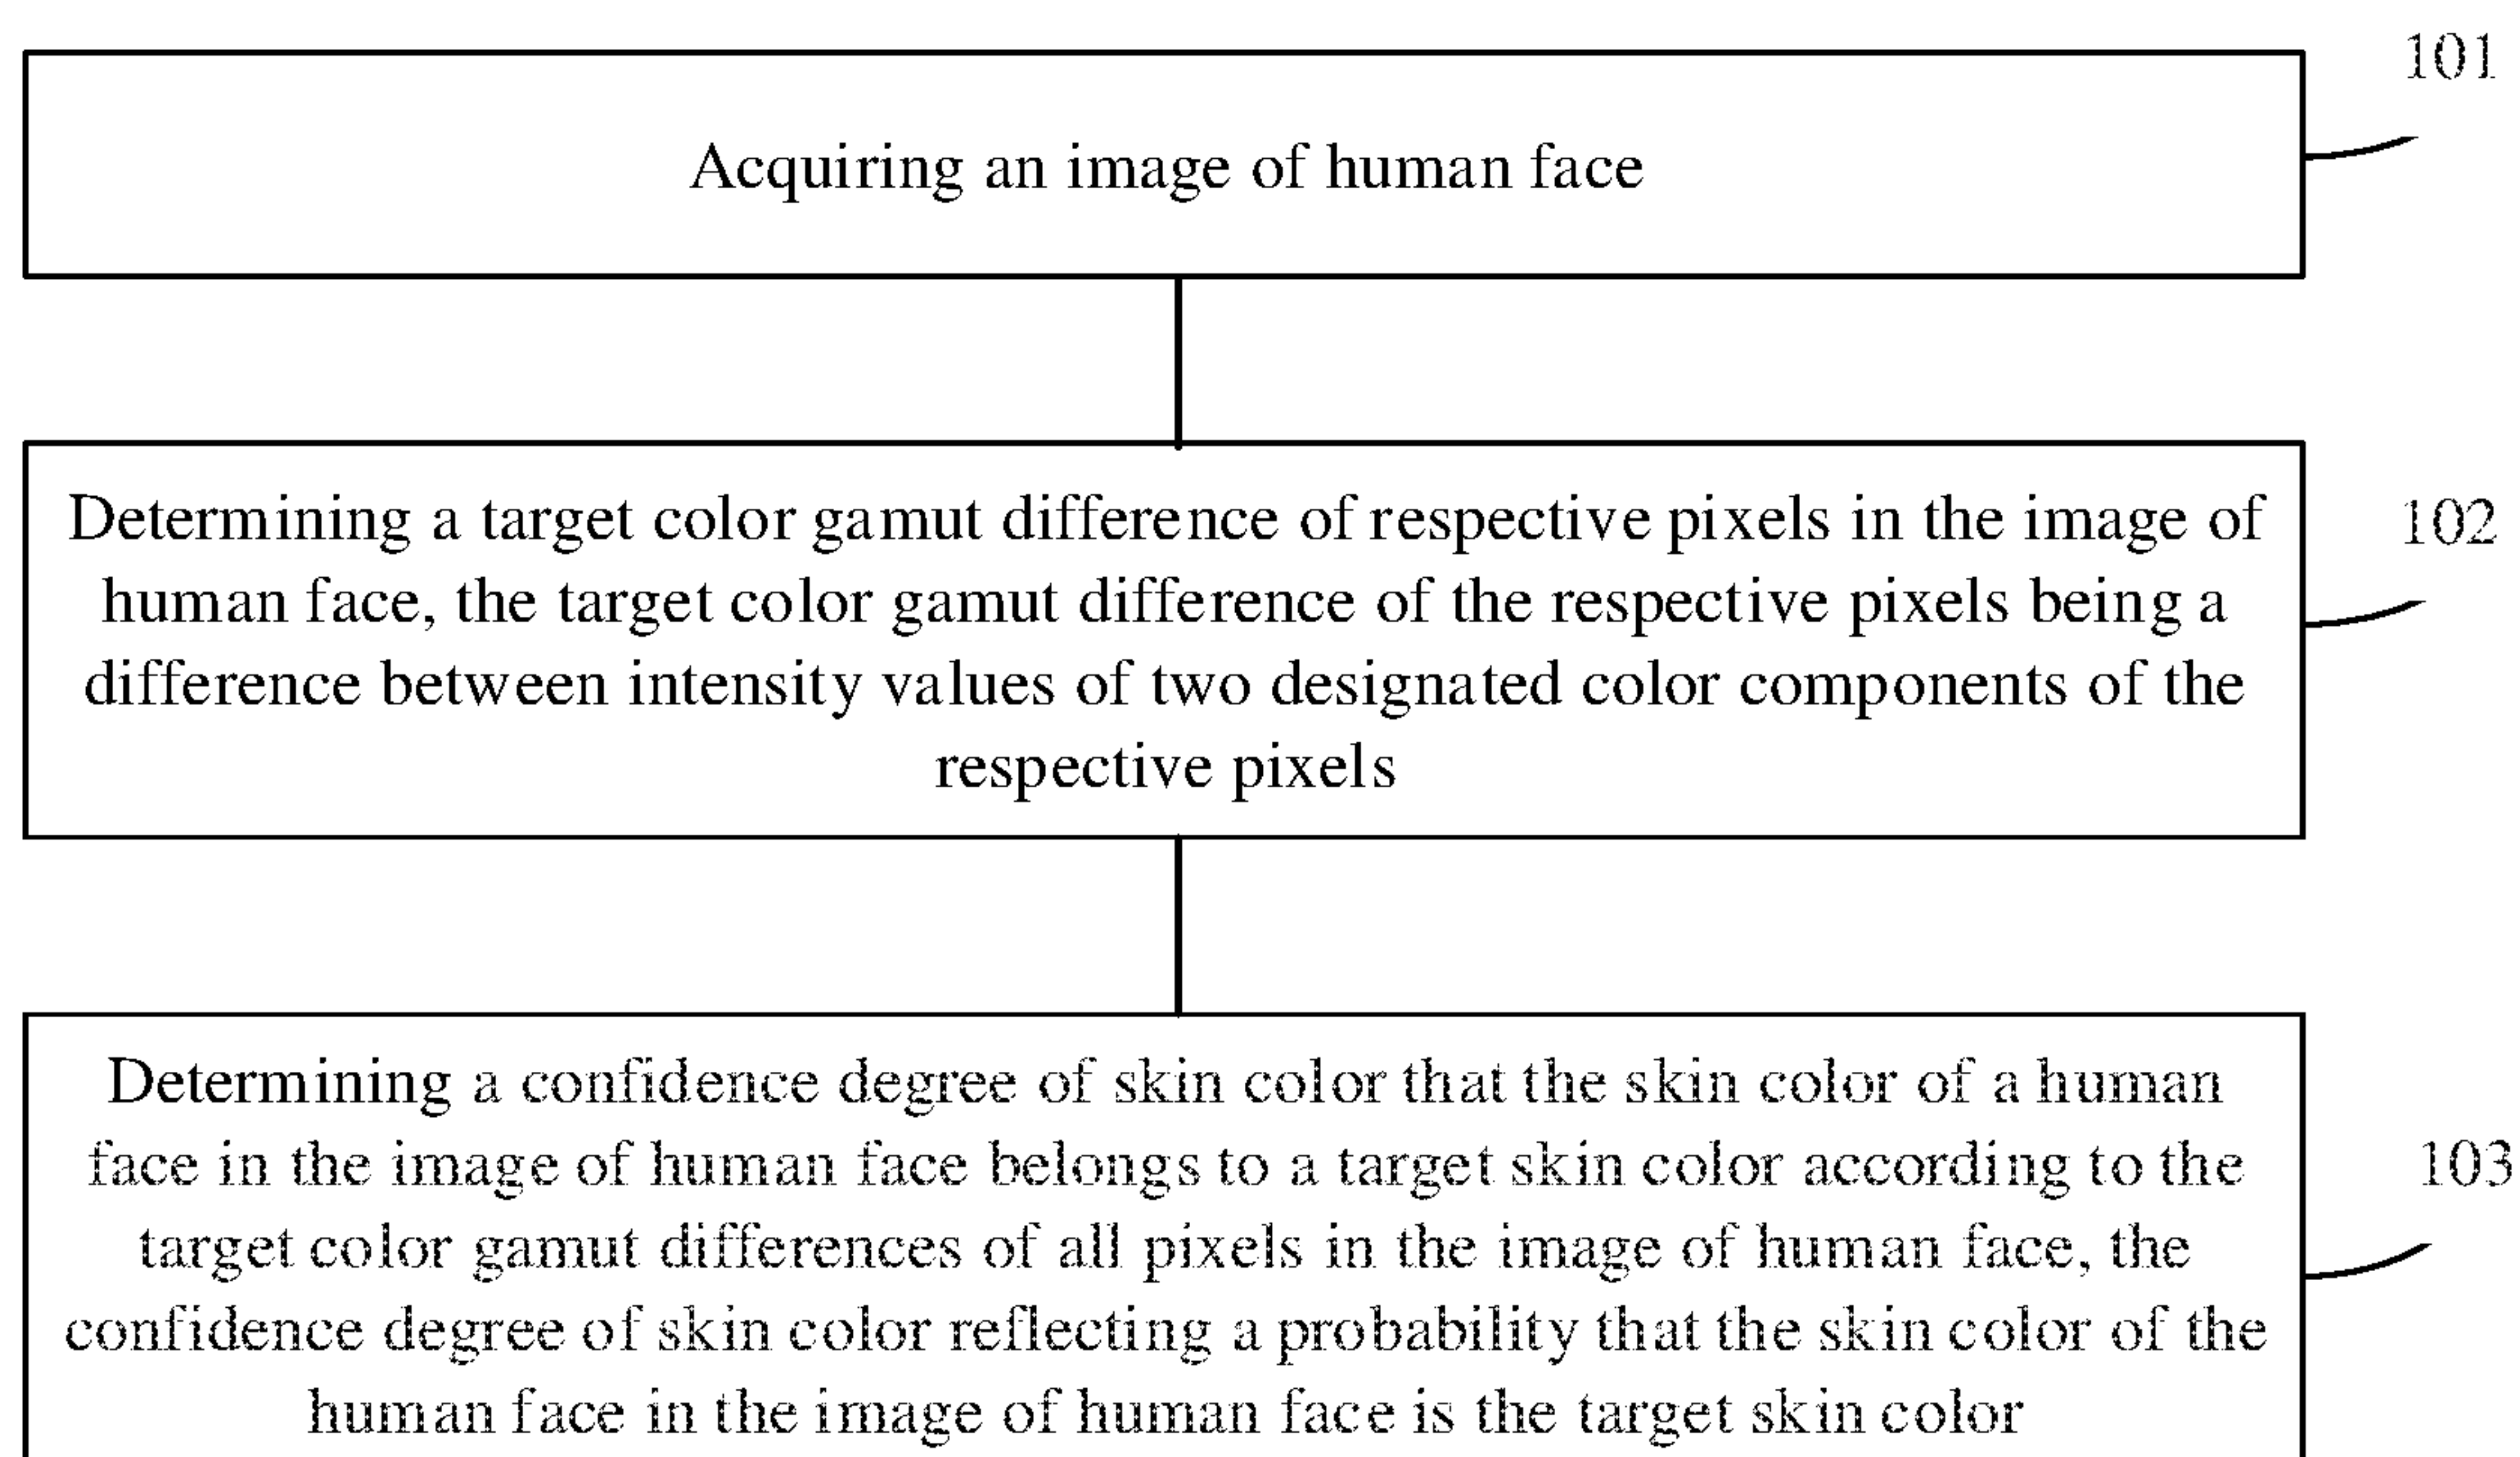 101
Acquiring an image of human face
Determining a target color gamut difference of respective pixels in the image of
102
human face, the target color gamut difference of the respective pixels being a
difference between intensity values of two designated color components of the
respective pixels
Determining a confidence degree of skin color that the skin color of a human
face in the image of human face belongs to a target skin color according to the
103
target color gamut differences of all pixels in the image of human face, the
confidence degree of skin color reflecting a probability that the skin color of the
human face in the image of human face is the target skin color